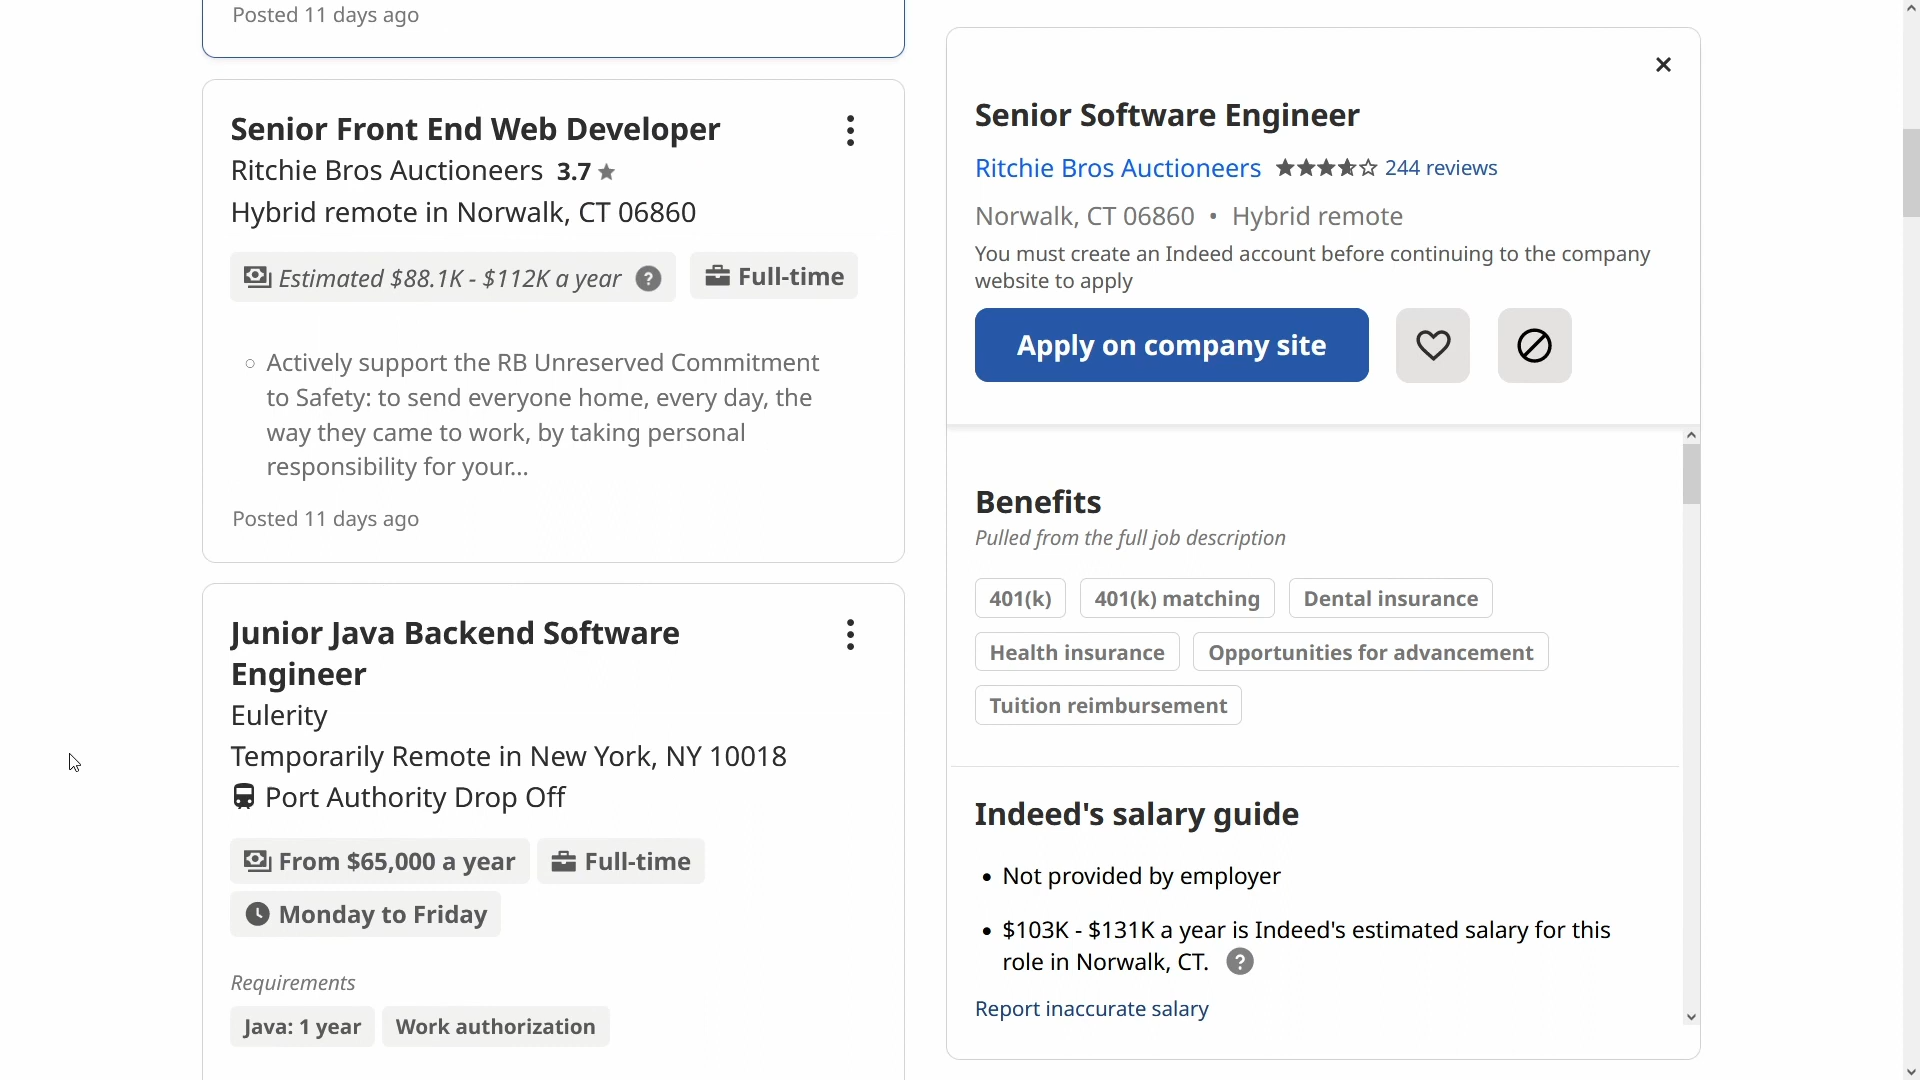 Posted 11 days ago
Senior Front End Web Developer
Ritchie Bros Auctioneers 3.7 ★
Hybrid remote in Norwalk, CT 06860
Estimated $88.1K - $112K a year ?
Full-time
○ Actively support the RB Unreserved Commitment
to Safety: to send everyone home, every day, the
way they came to work, by taking personal
responsibility for your...
Posted 11 days ago
Junior Java Backend Software
Engineer
Eulerity
Temporarily Remote in New York, NY 10018
Port Authority Drop Off
From $65,000 a year
Full-time
Monday to Friday
Requirements
Java: 1 year
Work authorization
Senior Software Engineer
Ritchie Bros Auctioneers 244 reviews
Norwalk, CT 06860 • Hybrid remote
You must create an Indeed account before continuing to the company
website to apply
Apply on company site
Benefits
Pulled from the full job description
401(k)
401(k) matching
Dental insurance
Health insurance
Opportunities for advancement
Tuition reimbursement
Indeed's salary guide
• Not provided by employer
• $103K - $131K a year is Indeed's estimated salary for this
role in Norwalk, CT. ?
Report inaccurate salary